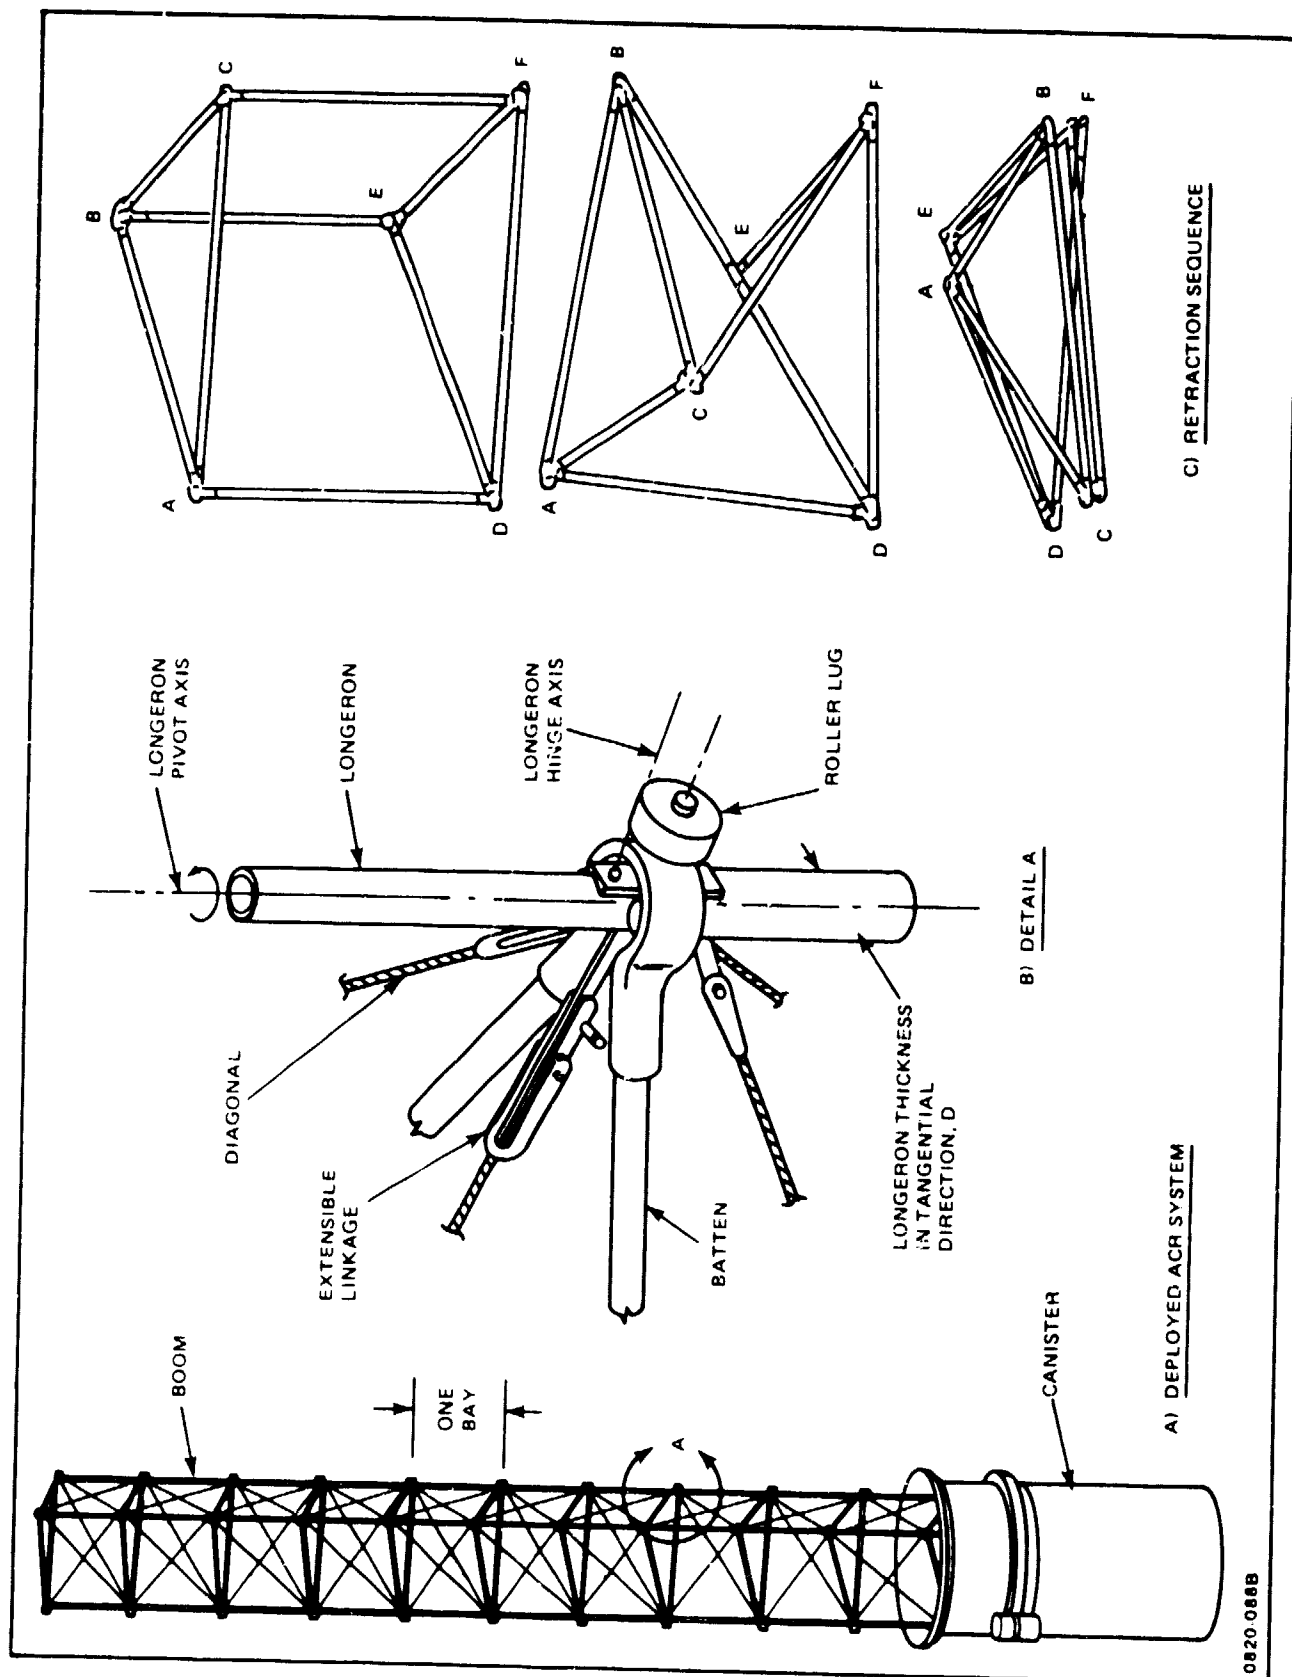 BOOM
ONE
BAY
A
CANISTER
A) DEPLOYED ACR SYSTEM
LONGERON
PIVOT AXIS
LONGERON
DIAGONAL
EXTENSIBLE
LINKAGE
LONGERON
HINGE AXIS
ROLLER LUG
BATTEN
LONGERON THICKNESS
IN TANGENTIAL
DIRECTION, D
B) DETAIL A
B
C
A
E
D
F
B
A
C
E
D
F
E
A
B
F
D
C
C) RETRACTION SEQUENCE
0820-088B